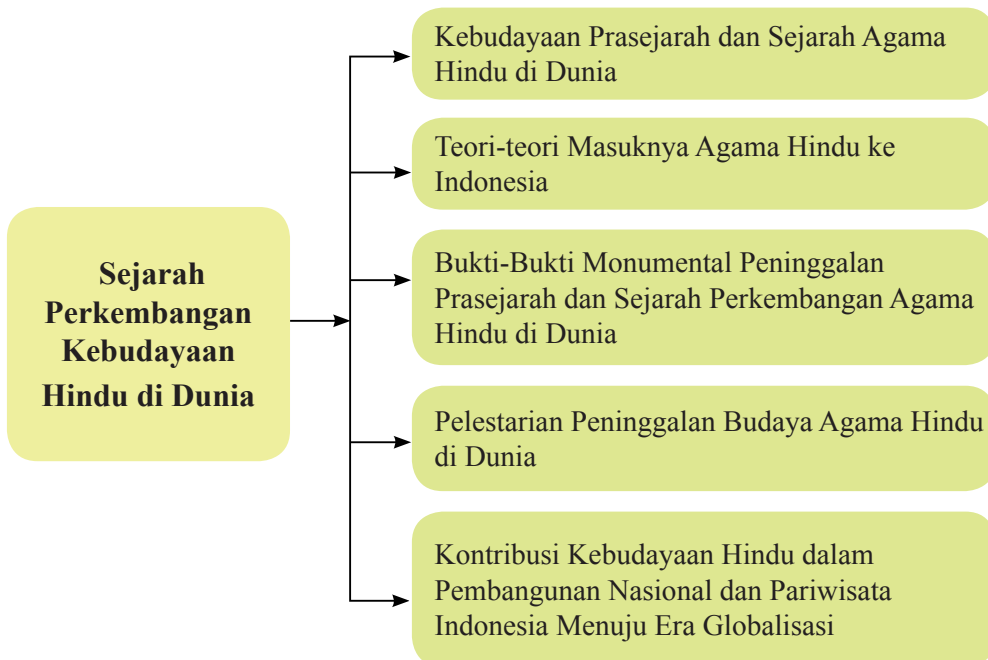 Sejarah
Perkembangan
Kebudayaan
Hindu di Dunia
Kebudayaan Prasejarah dan Sejarah Agama
Hindu di Dunia
Teori-teori Masuknya Agama Hindu ke
Indonesia
Bukti-Bukti Monumental Peninggalan
Prasejarah dan Sejarah Perkembangan Agama
Hindu di Dunia
Pelestarian Peninggalan Budaya Agama Hindu
di Dunia
Kontribusi Kebudayaan Hindu dalam
Pembangunan Nasional dan Pariwisata
Indonesia Menuju Era Globalisasi